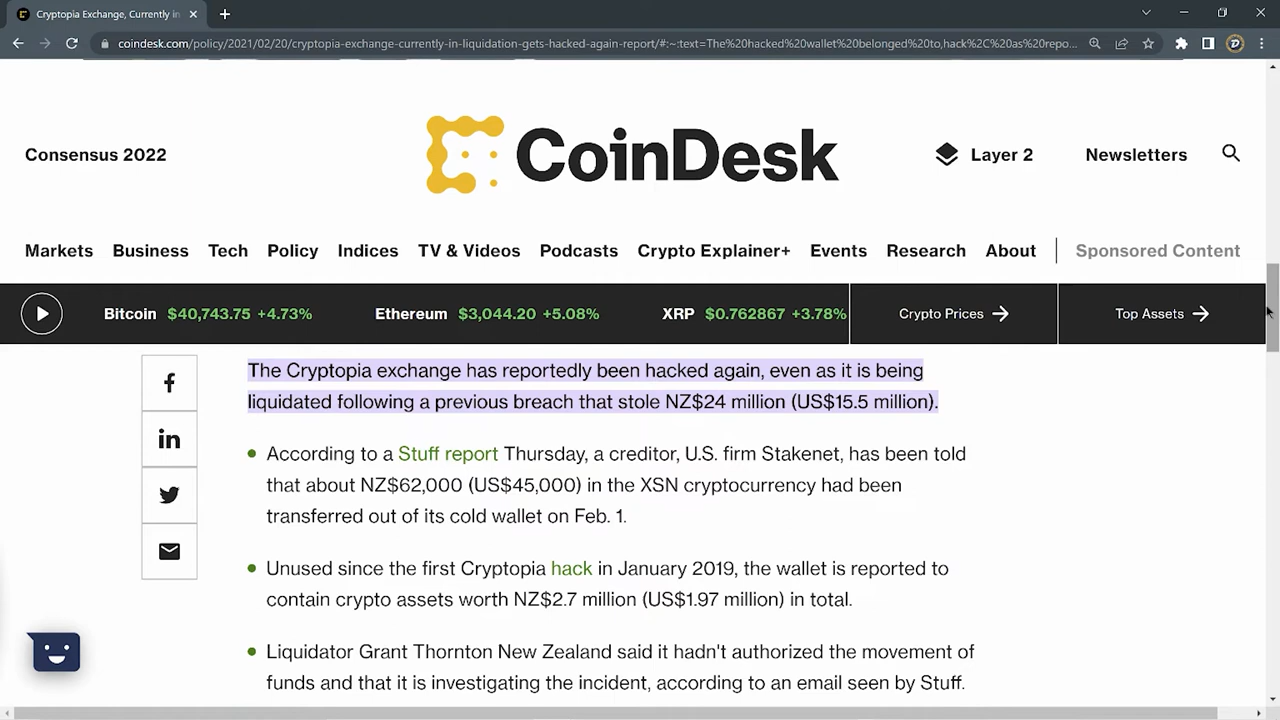 Cryptopia Exchange, Currently in
coindesk.com/policy/2021/02/20/cryptopia-exchange-currently-in-liquidation-gets-hacked-again-report/#:~:text=The%20hacked%20wallet%20belonged%20to,hack%2C%20as%20repo...
Consensus 2022
CoinDesk
Layer 2
Newsletters
Markets Business Tech Policy Indices TV & Videos Podcasts Crypto Explainer+ Events Research About Sponsored Content
Bitcoin $40,743.75 +4.73% Ethereum $3,044.20 +5.08% XRP $0.762867 +3.78% Crypto Prices → Top Assets →
The Cryptopia exchange has reportedly been hacked again, even as it is being
liquidated following a previous breach that stole NZ$24 million (US$15.5 million).
• According to a Stuff report Thursday, a creditor, U.S. firm Stakenet, has been told
that about NZ$62,000 (US$45,000) in the XSN cryptocurrency had been
transferred out of its cold wallet on Feb. 1.
• Unused since the first Cryptopia hack in January 2019, the wallet is reported to
contain crypto assets worth NZ$2.7 million (US$1.97 million) in total.
• Liquidator Grant Thornton New Zealand said it hadn't authorized the movement of
funds and that it is investigating the incident, according to an email seen by Stuff.